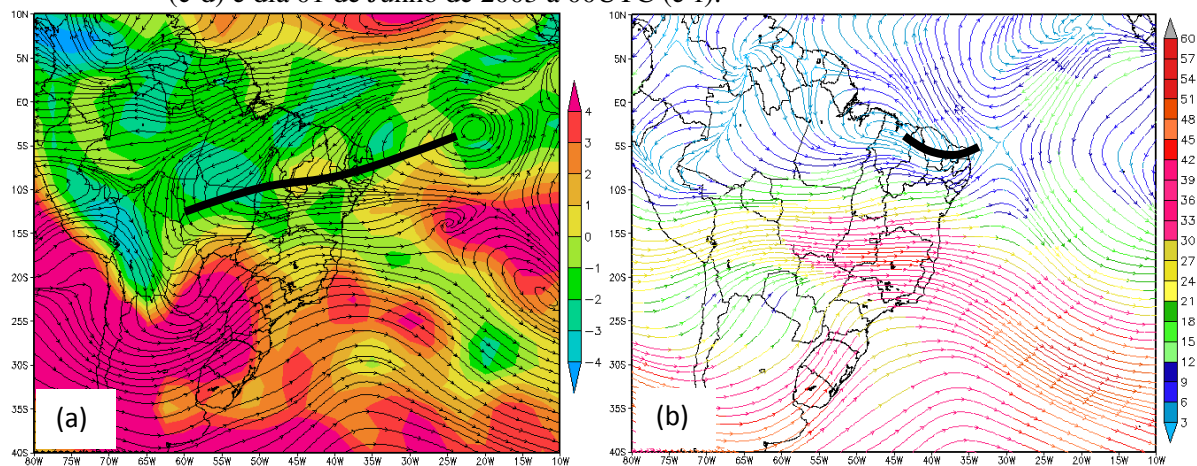 (c-d) e dia 01 de Junho de 2005 à 00UTC (e-f).
10N
5N
EQ
5S
10S
15S
20S
25S
30S
35S
(a)
80W 75W 70W 65W 60W 55W 50W 45W 40W 35W 30W 25W 20W 15W 10W
4
3
2
1
0
−1
−2
−3
−4
10N
5N
EQ
5S
10S
15S
20S
25S
30S
35S
(b)
80W 75W 70W 65W 60W 55W 50W 45W 40W 35W 30W 25W 20W 15W 10W
60
57
54
51
48
45
42
39
36
33
30
27
24
21
18
15
12
9
6
3